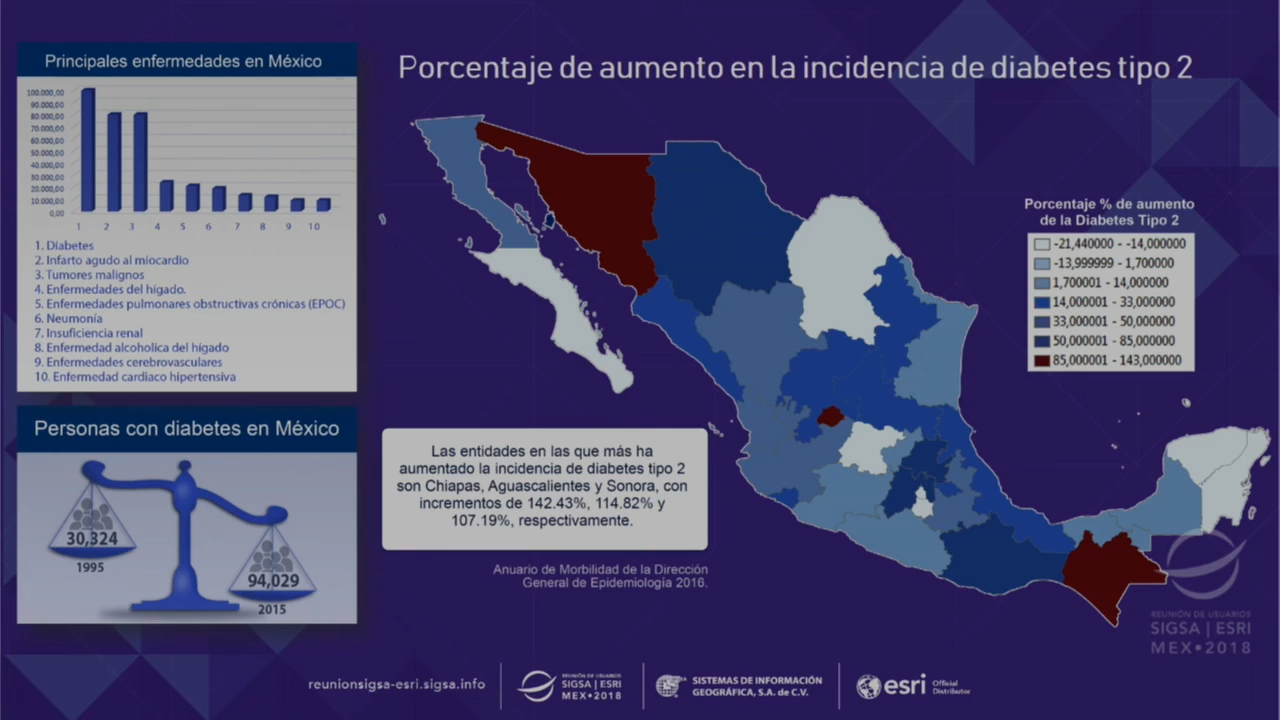 Principales enfermedades en México
100.000,00
90.000,00
80.000,00
70.000,00
60.000,00
50.000,00
40.000,00
30.000,00
20.000,00
10.000,00
0,00
1 2 3 4 5 6 7 8 9 10
1. Diabetes
2. Infarto agudo al miocardio
3. Tumores malignos
4. Enfermedades del hígado.
5. Enfermedades pulmonares obstructivas crónicas (EPOC)
6. Neumonía
7. Insuficiencia renal
8. Enfermedad alcoholica del hígado
9. Enfermedades cerebrovasculares
10. Enfermedad cardiaco hipertensiva
Personas con diabetes en México
30,324
1995
94,029
2015
Porcentaje de aumento en la incidencia de diabetes tipo 2
Porcentaje % de aumento
de la Diabetes Tipo 2
-21,440000 - -14,000000
-13,999999 - 1,700000
1,700001 - 14,000000
14,000001 - 33,000000
33,000001 - 50,000000
50,000001 - 85,000000
85,000001 - 143,000000
Las entidades en las que más ha
aumentado la incidencia de diabetes tipo 2
son Chiapas, Aguascalientes y Sonora, con
incrementos de 142.43%, 114.82% y
107.19%, respectivamente.
Anuario de Morbilidad de la Dirección
General de Epidemiología 2016.
REUNIÓN DE USUARIOS
SIGSA | ESRI
MEX•2018
reunionsigsa-esri.sigsa.info
REUNIÓN DE USUARIOS
SIGSA | ESRI
MEX•2018
SISTEMAS DE INFORMACIÓN
GEOGRÁFICA, S.A. de C.V.
esri
Official
Distributor